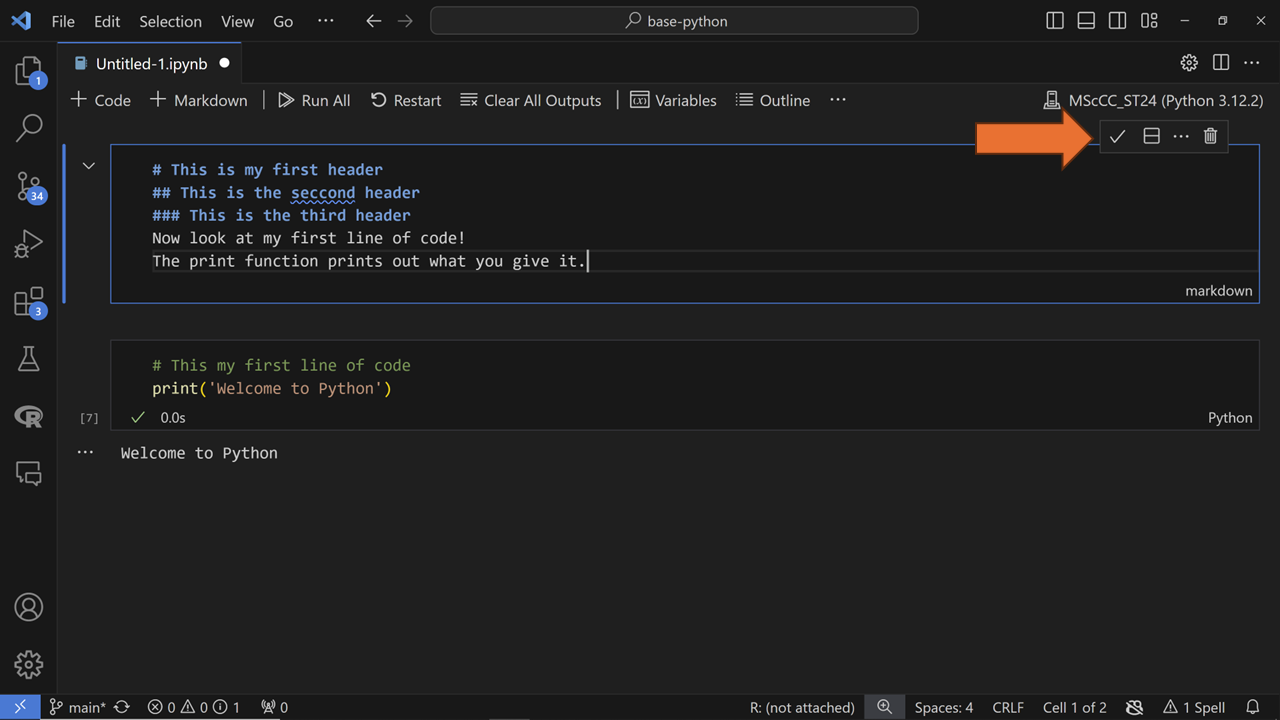 File Edit Selection View Go ··· base-python
Untitled-1.ipynb
1
+ Code + Markdown Run All Restart Clear All Outputs Variables Outline ··· MScCC_ST24 (Python 3.12.2)
# This is my first header
## This is the seccond header
34
### This is the third header
Now look at my first line of code!
The print function prints out what you give it.
markdown
3
# This my first line of code
print('Welcome to Python')
[7] 0.0s Python
Welcome to Python
main* 0 0 1 0 R: (not attached) Spaces: 4 CRLF Cell 1 of 2 1 Spell